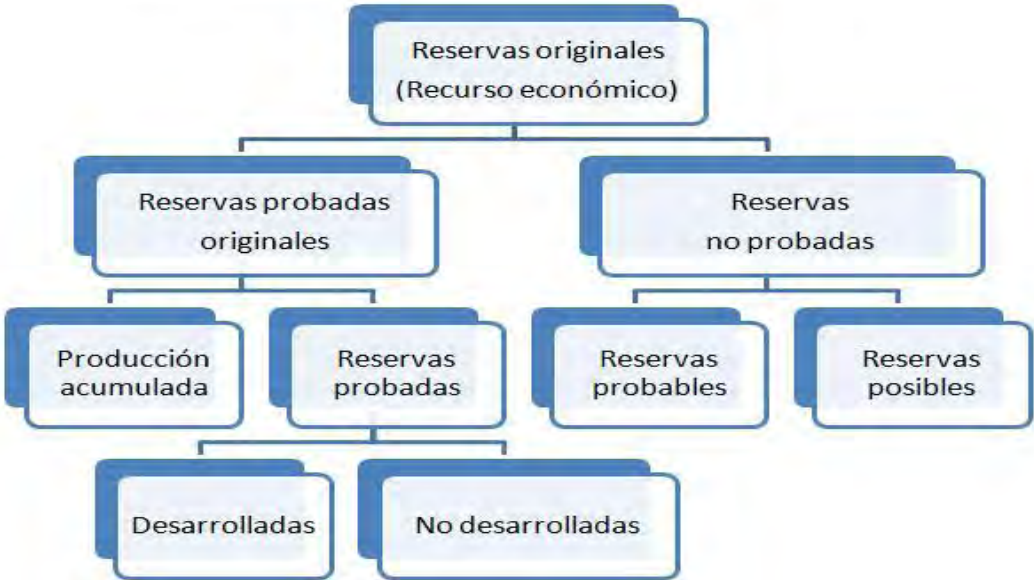 Reservas originales
(Recurso económico)
Reservas probadas
originales
Reservas
no probadas
Producción
acumulada
Reservas
probadas
Reservas
probables
Reservas
posibles
Desarrolladas
No desarrolladas